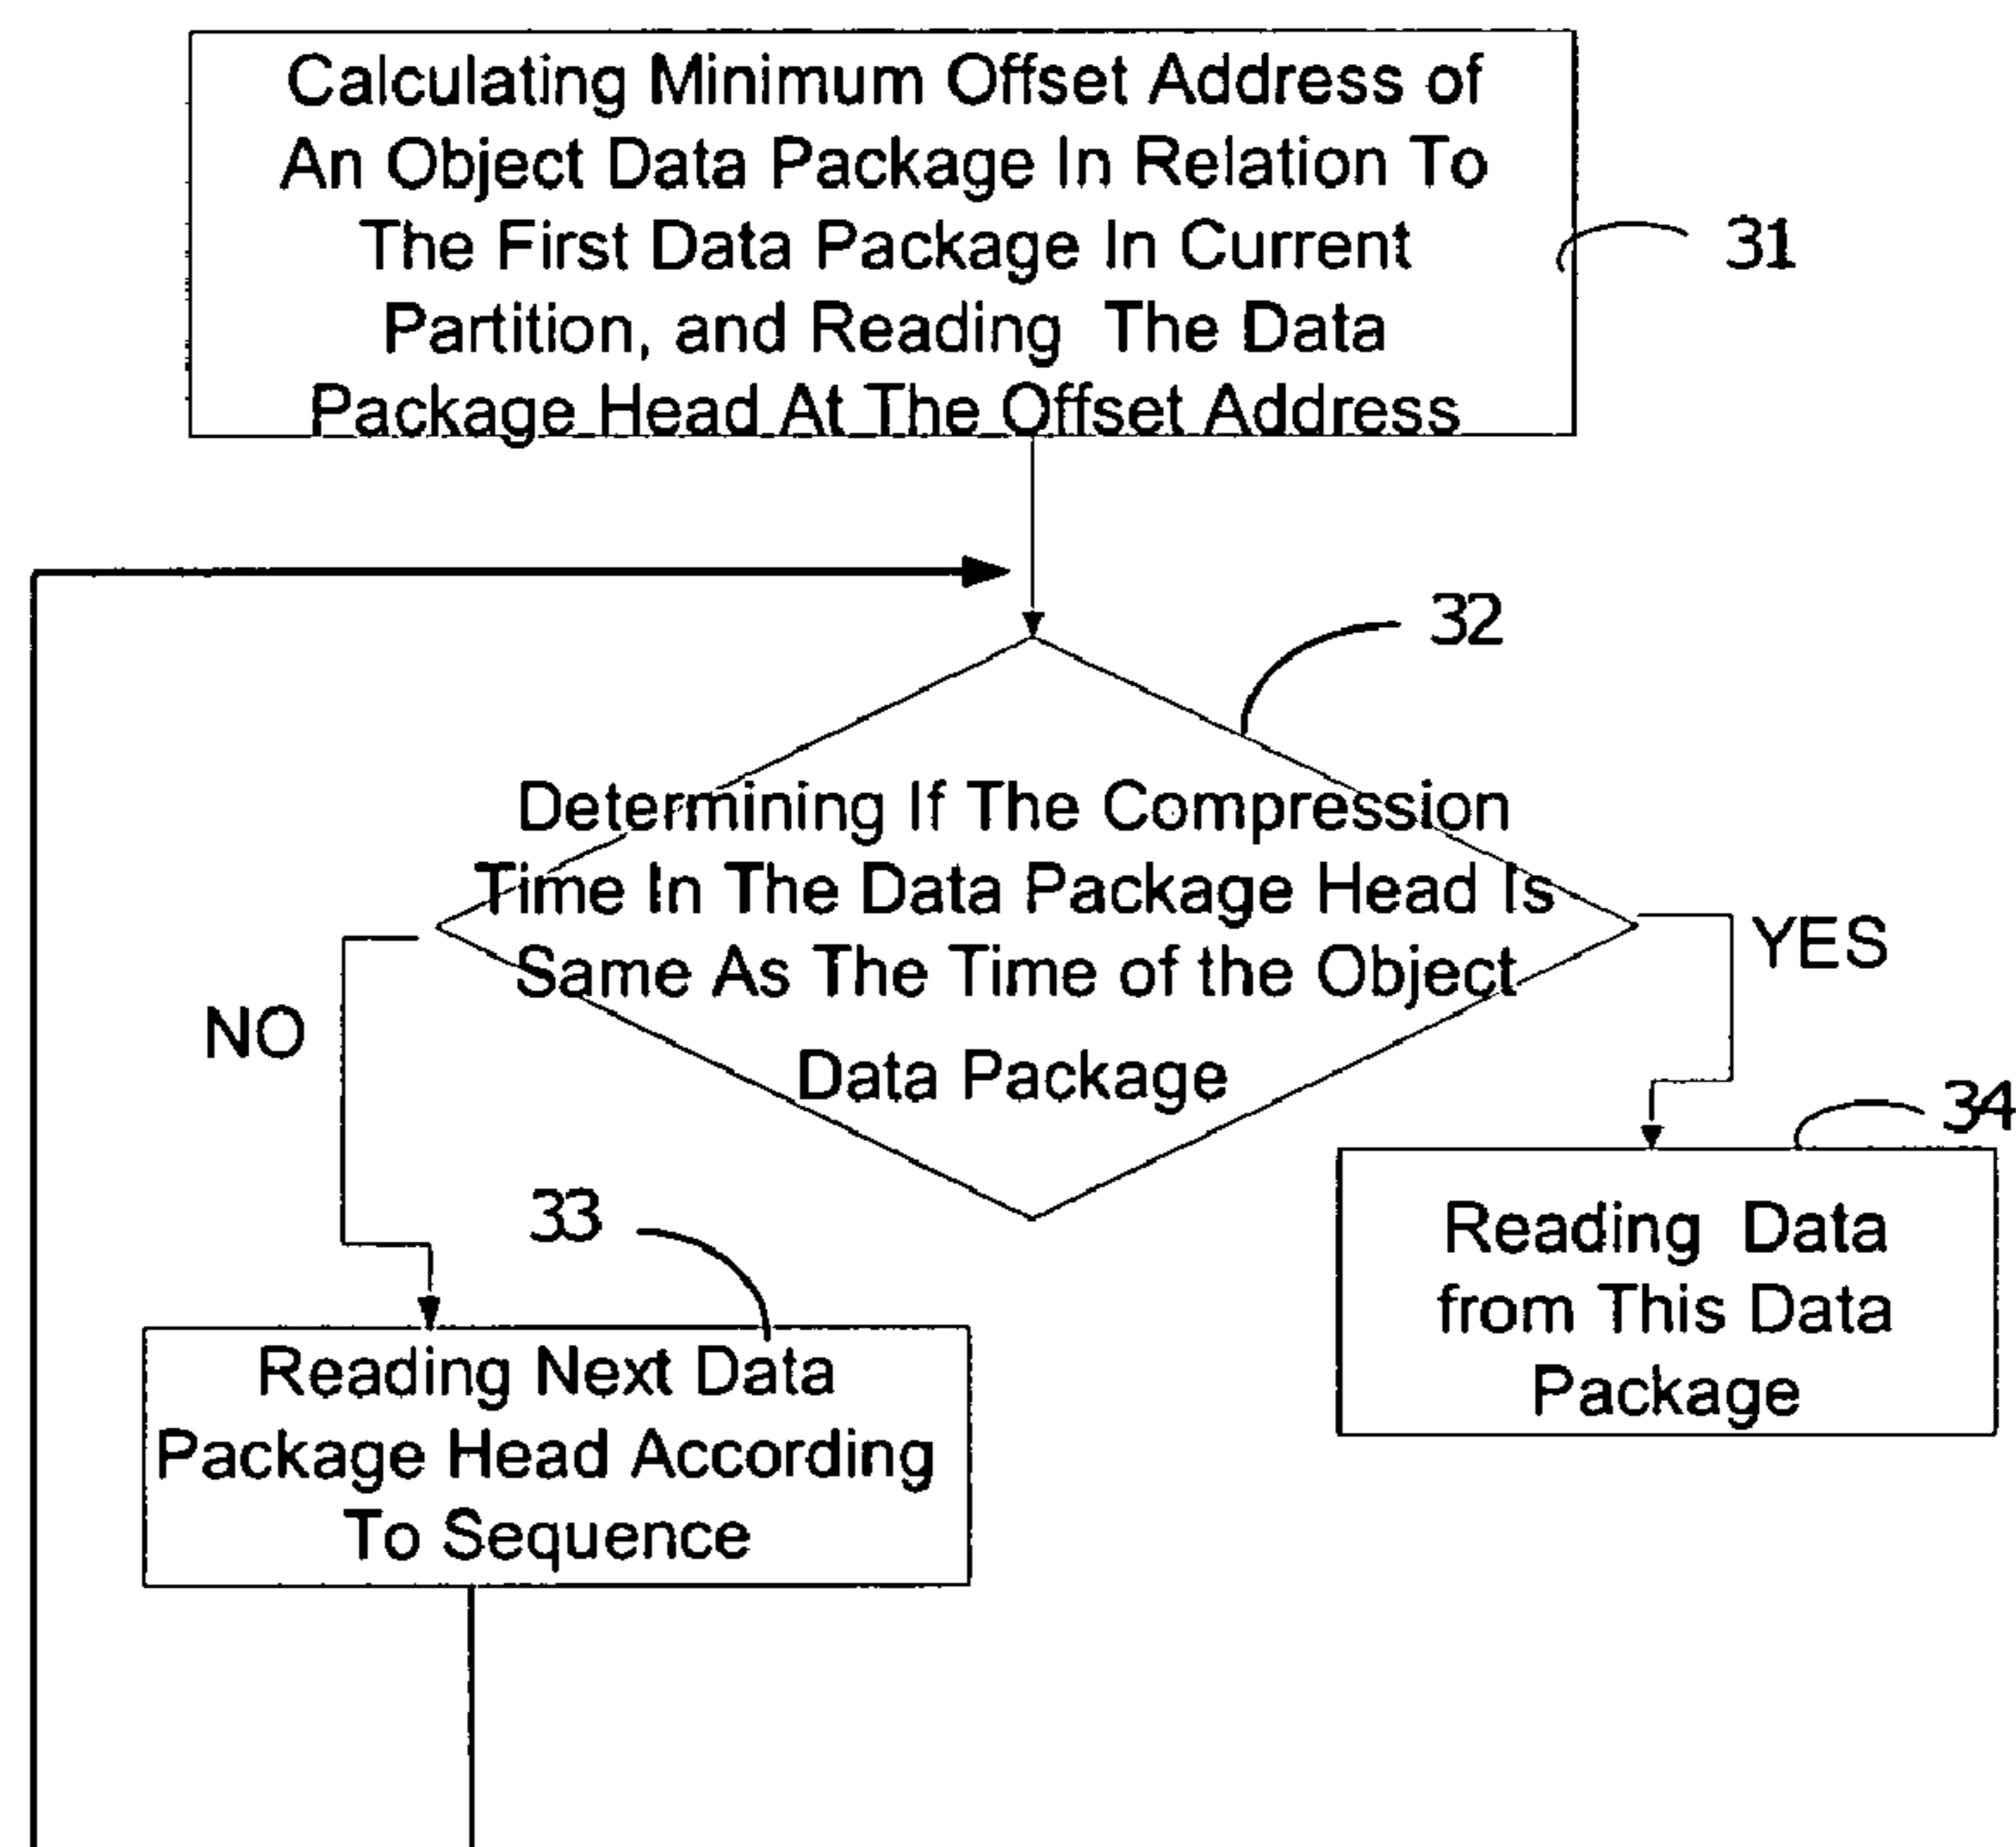 Calculating Minimum Offset Address of
An Object Data Package In Relation To
The First Data Package In Current
Partition, and Reading The Data
Package Head At The Offset Address
31
32
Determining If The Compression
Time In The Data Package Head Is
Same As The Time of the Object
Data Package
YES
NO
34
33
Reading Data
from This Data
Package
Reading Next Data
Package Head According
To Sequence